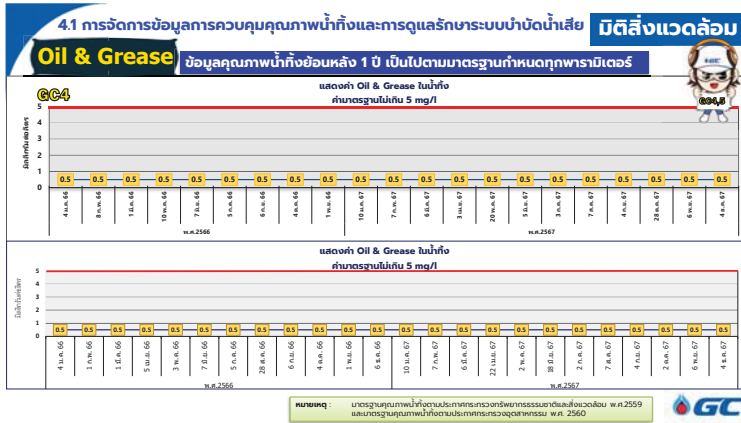 4.1 การจัดการข้อมูลการควบคุมคุณภาพน้ำทิ้งและการดูแลรักษาระบบบำบัดน้ำเสีย
มิติสิ่งแวดล้อม
Oil & Grease
ข้อมูลคุณภาพน้ำทิ้งย้อนหลัง 1 ปี เป็นไปตามมาตรฐานกำหนดทุกพารามิเตอร์
GC4
GC4,5
แสดงค่า Oil & Grease ในน้ำทิ้ง
ค่ามาตรฐานไม่เกิน 5 mg/l
มิลลิกรัมต่อลิตร
5
4
3
2
1
0
0.5 0.5 0.5 0.5 0.5 0.5 0.5 0.5 0.5 0.5 0.5 0.5 0.5 0.5 0.5 0.5 0.5 0.5 0.5 0.5 0.5
4 ม.ค. 66 8 ก.พ. 66 1 มี.ค. 66 10 พ.ค. 66 7 มิ.ย. 66 5 ก.ค. 66 6 ก.ย. 66 4 ต.ค. 66 1 พ.ย. 66 10 ม.ค. 67 7 ก.พ. 67 6 มี.ค. 67 3 เม.ย. 67 20 พ.ค. 67 5 มิ.ย. 67 3 ก.ค. 67 7 ส.ค. 67 4 ก.ย. 67 28 ต.ค. 67 6 พ.ย. 67 4 ธ.ค. 67
พ.ศ.2566 พ.ศ.2567
แสดงค่า Oil & Grease ในน้ำทิ้ง
ค่ามาตรฐานไม่เกิน 5 mg/l
มิลลิกรัมต่อลิตร
5
4
3
2
1
0
0.5 0.5 0.5 0.5 0.5 0.5 0.5 0.5 0.5 0.5 0.5 0.5 0.5 0.5 0.5 0.5 0.5 0.5 0.5 0.5 0.5 0.5 0.5 0.5
4 ม.ค. 66 1 ก.พ. 66 1 มี.ค. 66 5 เม.ย. 66 3 พ.ค. 66 7 มิ.ย. 66 5 ก.ค. 66 28 ส.ค. 66 6 ก.ย. 66 4 ต.ค. 66 1 พ.ย. 66 6 ธ.ค. 66 10 ม.ค. 67 7 ก.พ. 67 6 มี.ค. 67 22 เม.ย. 67 2 พ.ค. 67 18 มิ.ย. 67 2 ก.ค. 67 7 ส.ค. 67 4 ก.ย. 67 2 ต.ค. 67 6 พ.ย. 67 4 ธ.ค. 67
พ.ศ.2566 พ.ศ.2567
หมายเหตุ : มาตรฐานคุณภาพน้ำทิ้งตามประกาศกระทรวงทรัพยากรธรรมชาติและสิ่งแวดล้อม พ.ศ.2559
และมาตรฐานคุณภาพน้ำทิ้งตามประกาศกระทรวงอุตสาหกรรม พ.ศ. 2560
GC